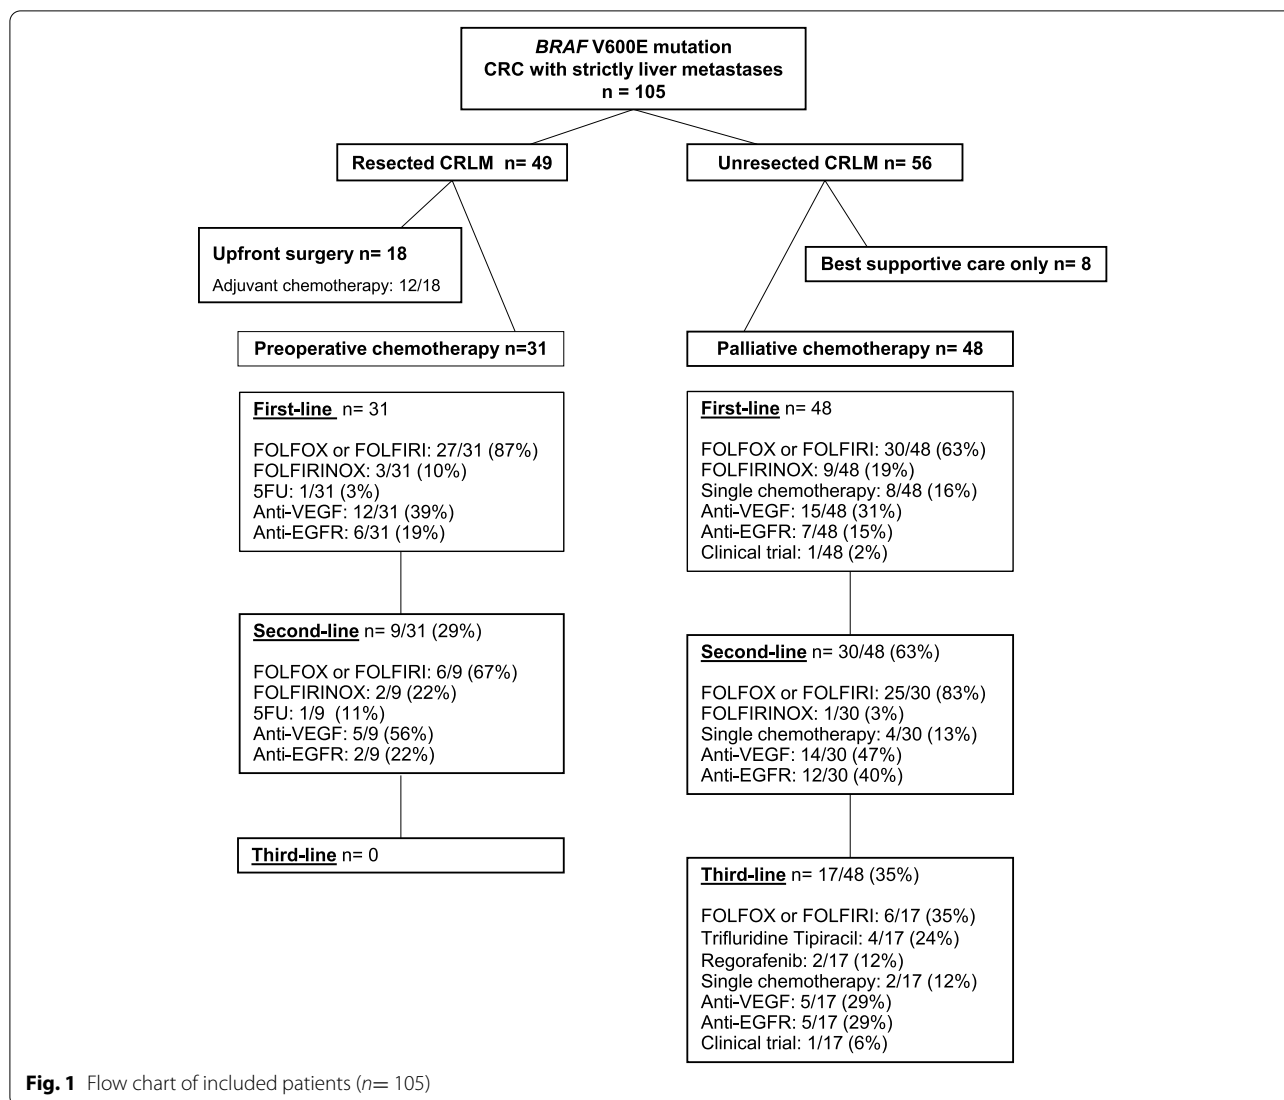 BRAF V600E mutation
CRC with strictly liver metastases
n = 105
Resected CRLM n= 49
Unresected CRLM n= 56
Upfront surgery n= 18
Adjuvant chemotherapy: 12/18
Best supportive care only n= 8
Preoperative chemotherapy n=31
Palliative chemotherapy n= 48
First-line n= 31
FOLFOX or FOLFIRI: 27/31 (87%)
FOLFIRINOX: 3/31 (10%)
5FU: 1/31 (3%)
Anti-VEGF: 12/31 (39%)
Anti-EGFR: 6/31 (19%)
First-line n= 48
FOLFOX or FOLFIRI: 30/48 (63%)
FOLFIRINOX: 9/48 (19%)
Single chemotherapy: 8/48 (16%)
Anti-VEGF: 15/48 (31%)
Anti-EGFR: 7/48 (15%)
Clinical trial: 1/48 (2%)
Second-line n= 9/31 (29%)
FOLFOX or FOLFIRI: 6/9 (67%)
FOLFIRINOX: 2/9 (22%)
5FU: 1/9 (11%)
Anti-VEGF: 5/9 (56%)
Anti-EGFR: 2/9 (22%)
Second-line n= 30/48 (63%)
FOLFOX or FOLFIRI: 25/30 (83%)
FOLFIRINOX: 1/30 (3%)
Single chemotherapy: 4/30 (13%)
Anti-VEGF: 14/30 (47%)
Anti-EGFR: 12/30 (40%)
Third-line n= 0
Third-line n= 17/48 (35%)
FOLFOX or FOLFIRI: 6/17 (35%)
Trifluridine Tipiracil: 4/17 (24%)
Regorafenib: 2/17 (12%)
Single chemotherapy: 2/17 (12%)
Anti-VEGF: 5/17 (29%)
Anti-EGFR: 5/17 (29%)
Clinical trial: 1/17 (6%)
Fig. 1 Flow chart of included patients (n= 105)